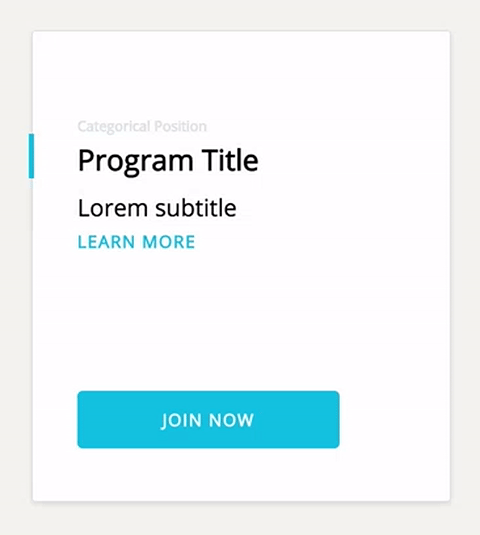 Categorical Position
Program Title
Lorem subtitle
LEARN MORE
JOIN NOW